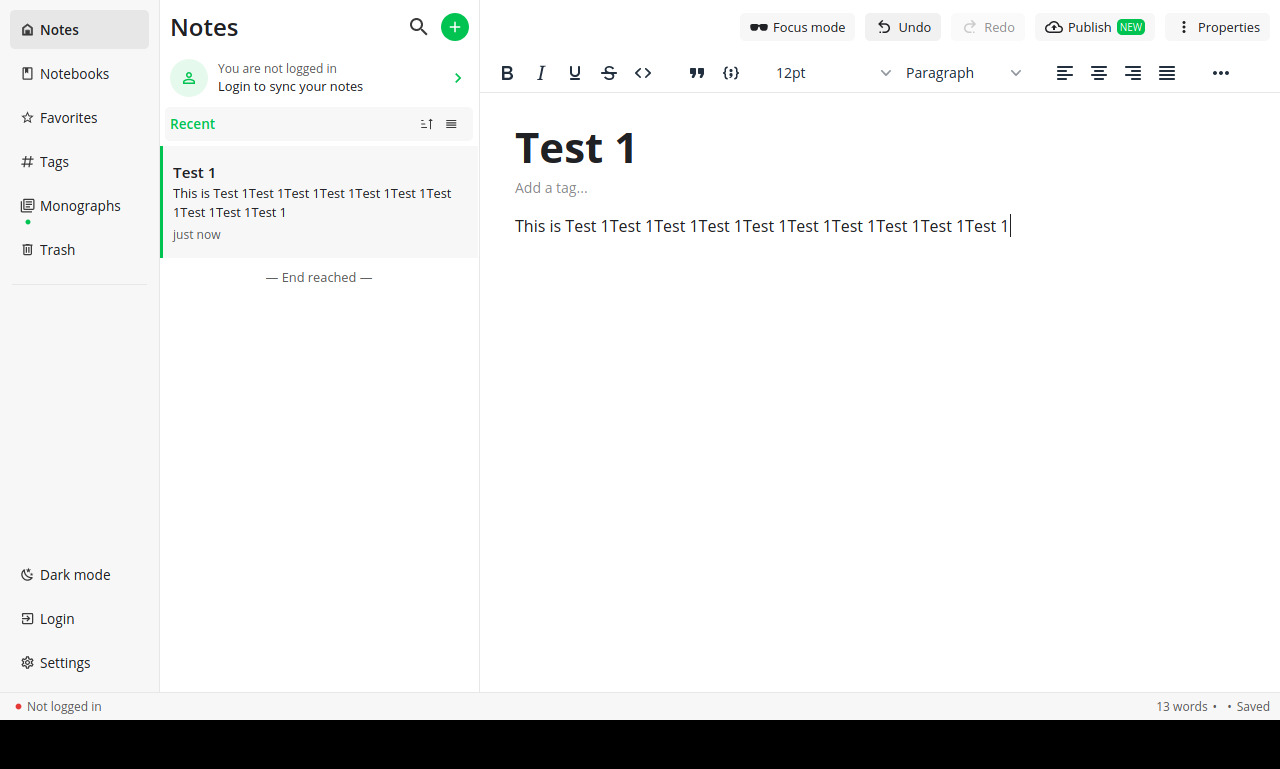 Notes
Notebooks
Favorites
Tags
Monographs
Trash
Dark mode
Login
Settings
Not logged in
Notes
You are not logged in
Login to sync your notes
Recent
Test 1
This is Test 1Test 1Test 1Test 1Test 1Test 1Test
1Test 1Test 1Test 1
just now
— End reached —
Focus mode
Undo
Redo
Publish NEW
Properties
12pt
Paragraph
Test 1
Add a tag...
This is Test 1Test 1Test 1Test 1Test 1Test 1Test 1Test 1Test 1Test 1
13 words • • Saved